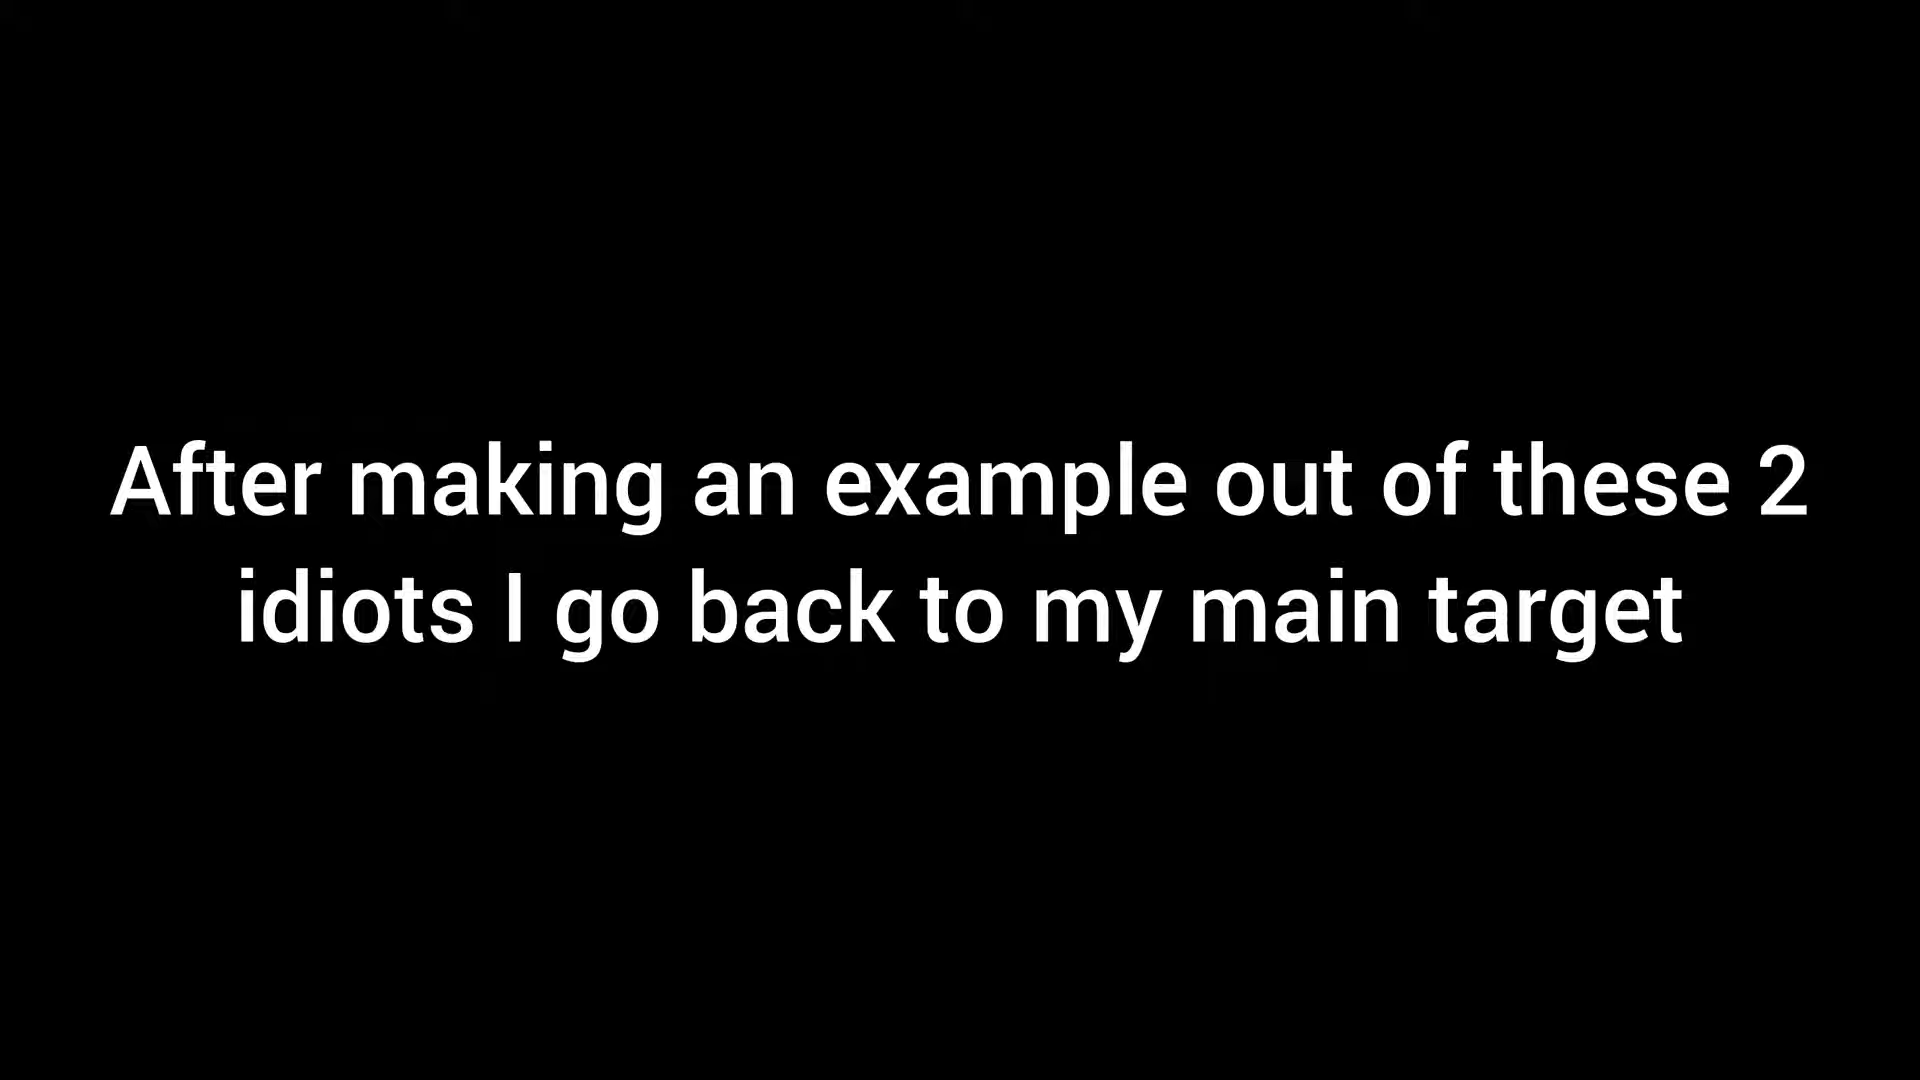 After making an example out of these 2
idiots I go back to my main target